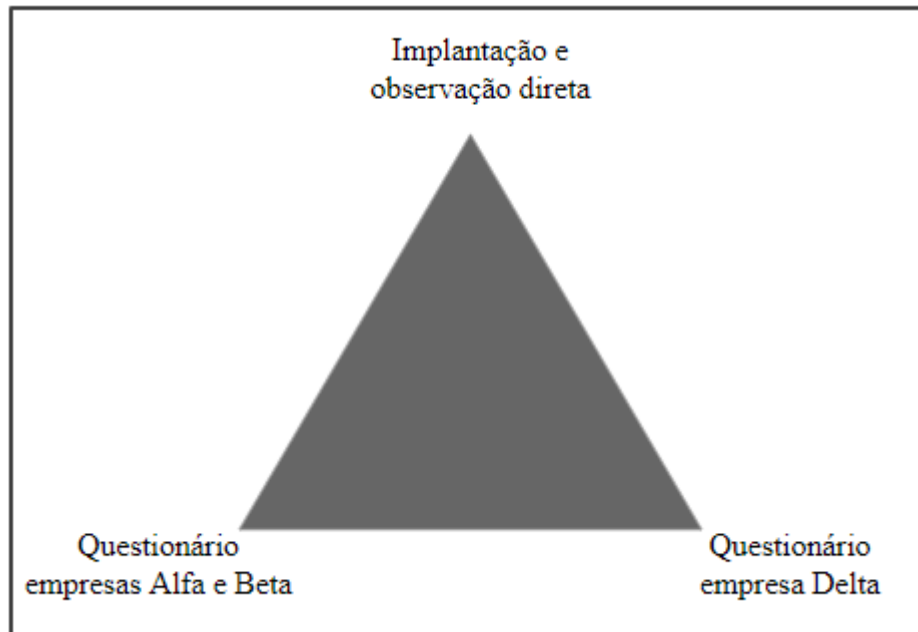 Implantação e
observação direta
Questionário
empresas Alfa e Beta
Questionário
empresa Delta